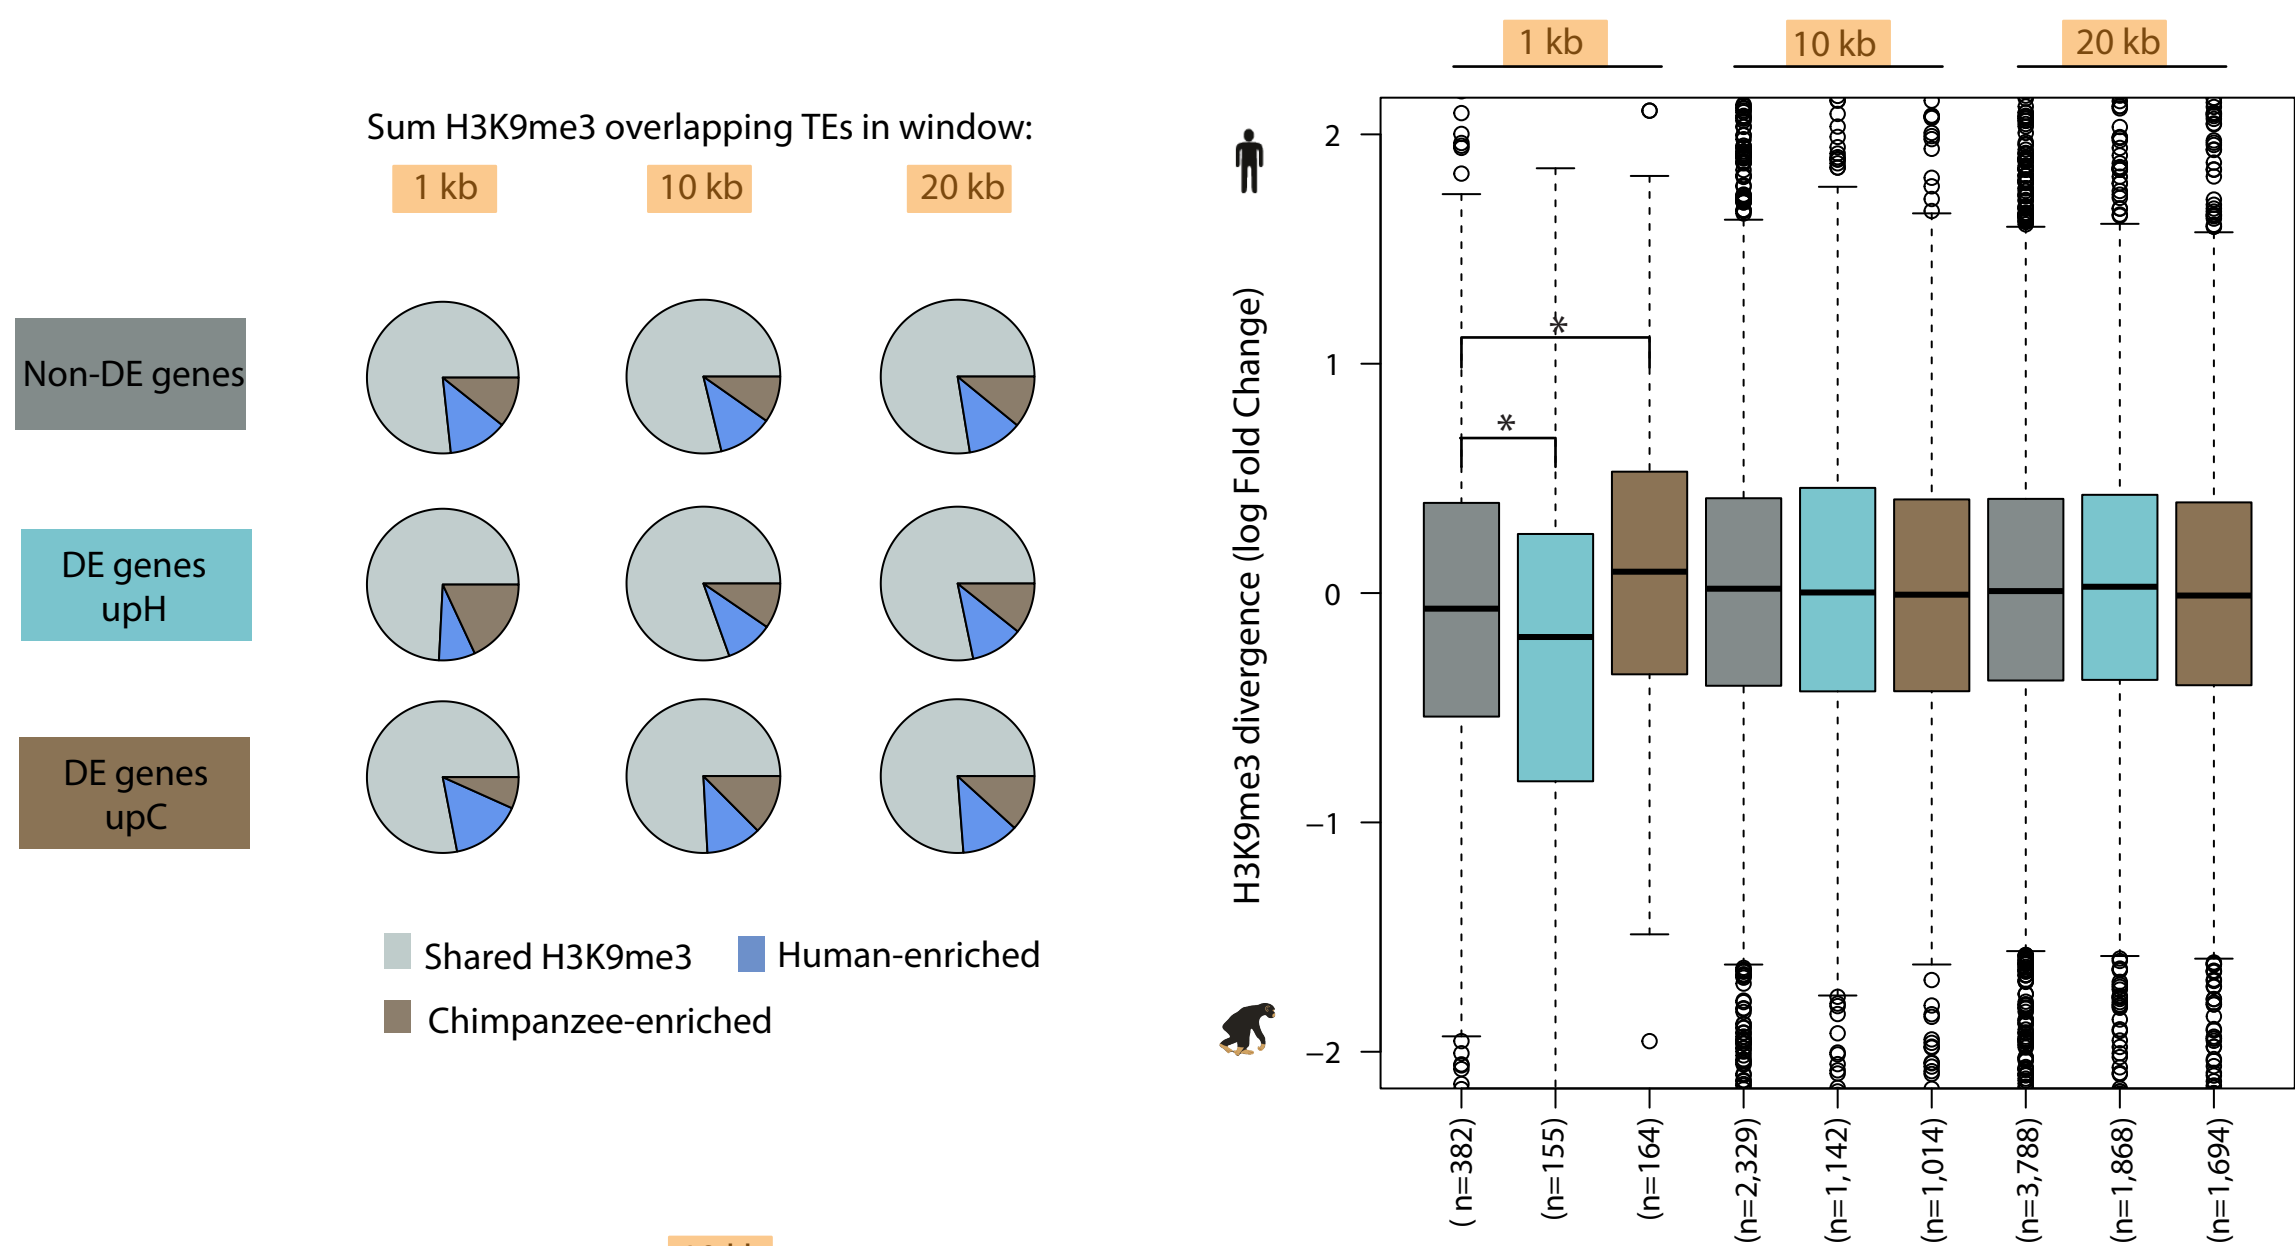 Sum H3K9me3 overlapping TEs in window:
1 kb
10 kb
20 kb
Non-DE genes
DE genes
upH
DE genes
upC
Shared H3K9me3
Human-enriched
Chimpanzee-enriched
1 kb
10 kb
20 kb
H3K9me3 divergence (log Fold Change)
2
1
0
−1
−2
*
*
( n=382)
(n=155)
(n=164)
(n=2,329)
(n=1,142)
(n=1,014)
(n=3,788)
(n=1,868)
(n=1,694)